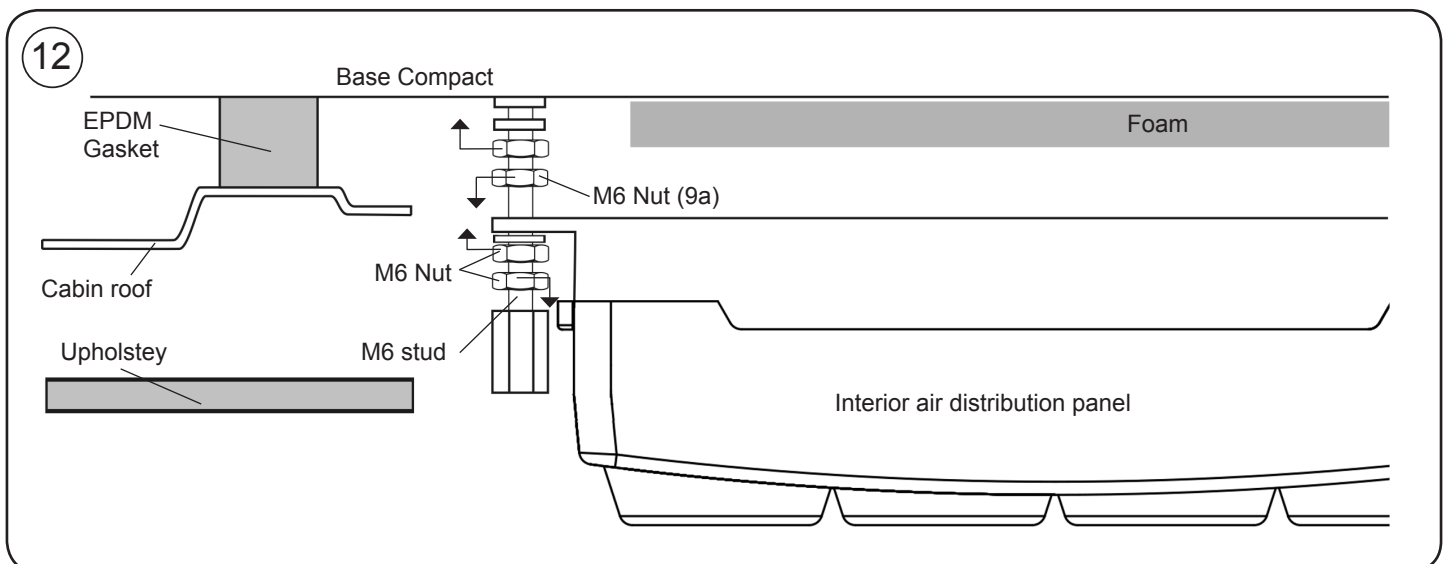 12
Base Compact
EPDM
Gasket
Foam
M6 Nut (9a)
M6 Nut
Cabin roof
Upholstey
M6 stud
Interior air distribution panel